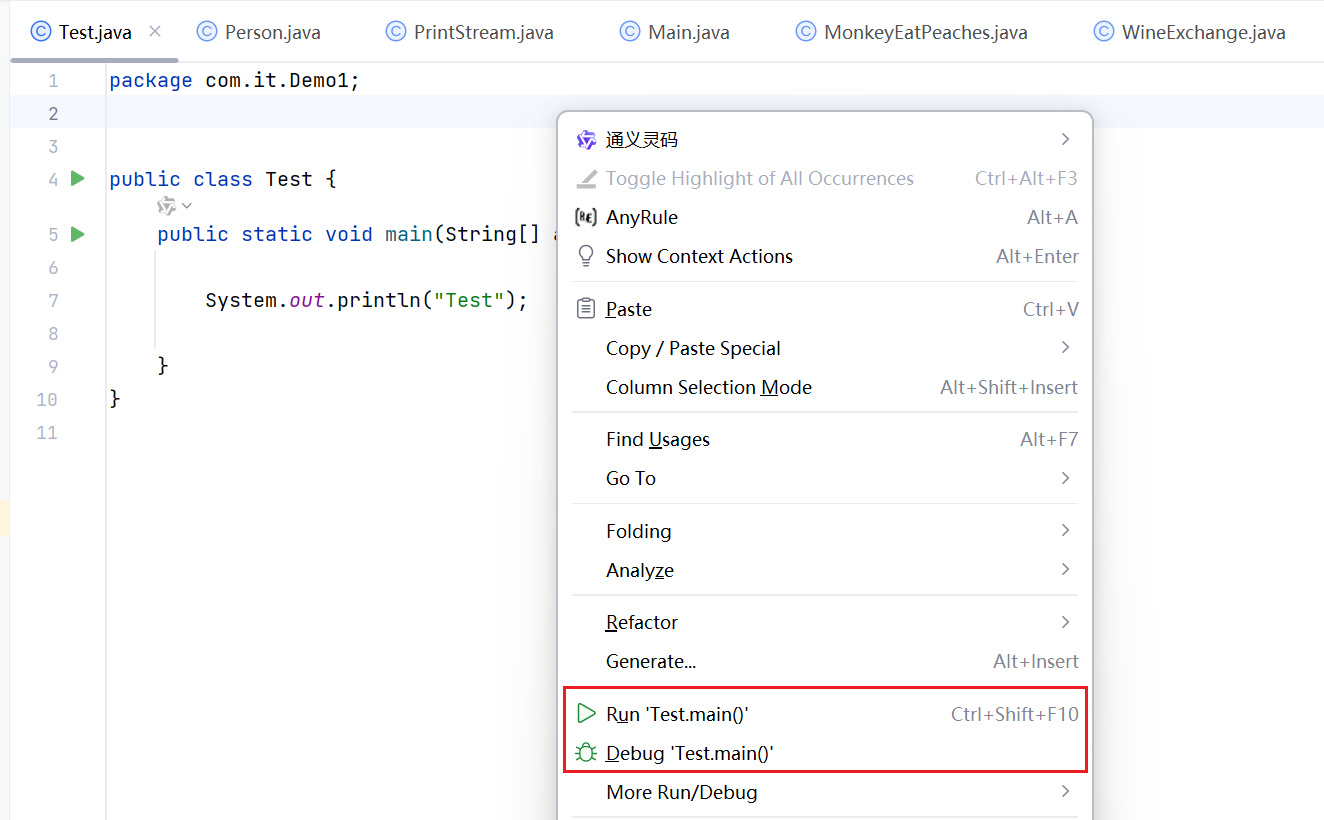 Test.java Person.java PrintStream.java Main.java MonkeyEatPeaches.java WineExchange.java
1 package com.it.Demo1;
2
3
4 public class Test {
5 public static void main(String[]
6
7 System.out.println("Test");
8
9 }
10 }
11
通义灵码
Toggle Highlight of All Occurrences Ctrl+Alt+F3
AnyRule Alt+A
Show Context Actions Alt+Enter
Paste Ctrl+V
Copy / Paste Special
Column Selection Mode Alt+Shift+Insert
Find Usages Alt+F7
Go To
Folding
Analyze
Refactor
Generate... Alt+Insert
Run 'Test.main()' Ctrl+Shift+F10
Debug 'Test.main()'
More Run/Debug